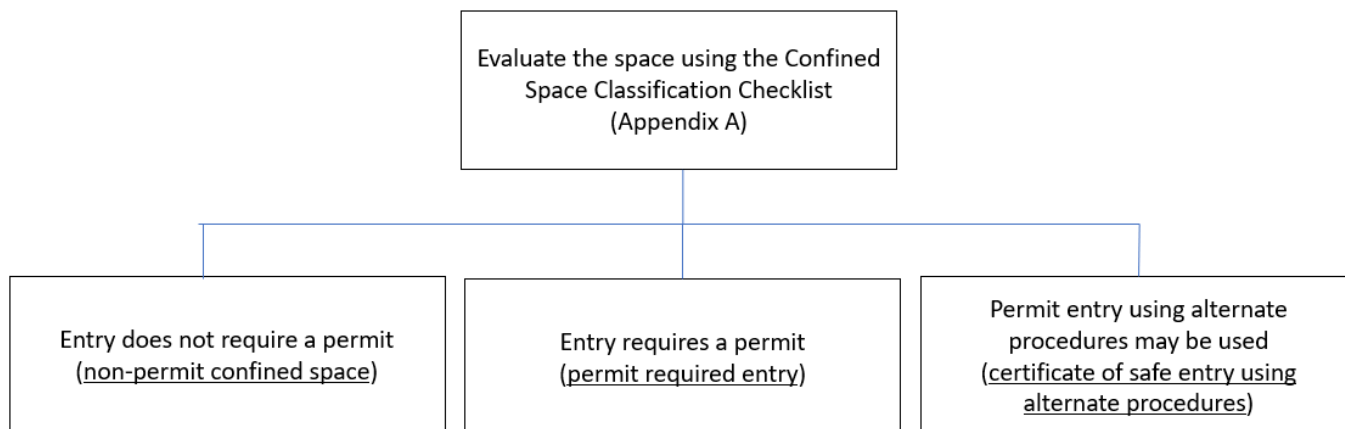 Evaluate the space using the Confined
Space Classification Checklist
(Appendix A)
Entry does not require a permit
(non-permit confined space)
Entry requires a permit
(permit required entry)
Permit entry using alternate
procedures may be used
(certificate of safe entry using
alternate procedures)